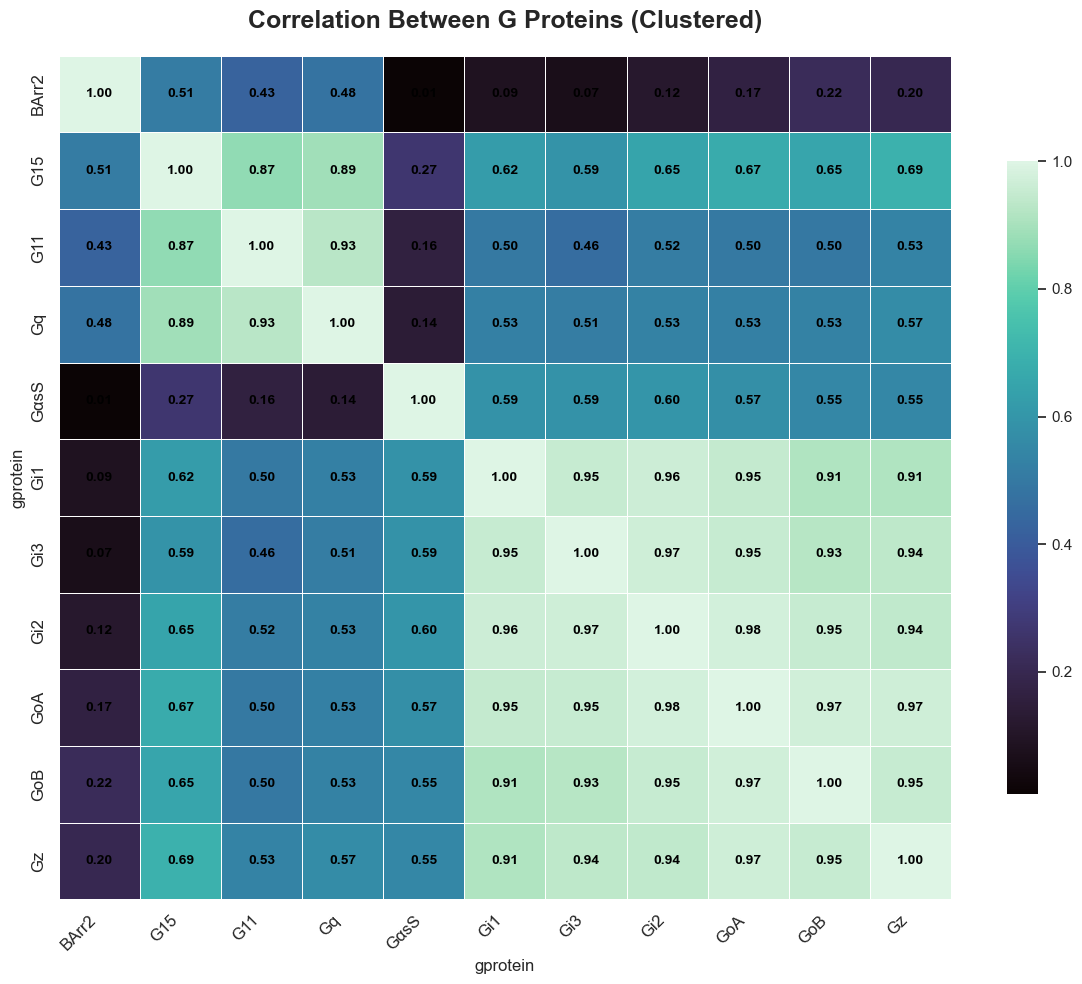 Correlation Between G Proteins (Clustered)
BArr2 1.00 0.51 0.43 0.48 0.01 0.09 0.07 0.12 0.17 0.22 0.20
G15 0.51 1.00 0.87 0.89 0.27 0.62 0.59 0.65 0.67 0.65 0.69
G11 0.43 0.87 1.00 0.93 0.16 0.50 0.46 0.52 0.50 0.50 0.53
Gq 0.48 0.89 0.93 1.00 0.14 0.53 0.51 0.53 0.53 0.53 0.57
GαsS 0.01 0.27 0.16 0.14 1.00 0.59 0.59 0.60 0.57 0.55 0.55
Gi1 0.09 0.62 0.50 0.53 0.59 1.00 0.95 0.96 0.95 0.91 0.91
Gi3 0.07 0.59 0.46 0.51 0.59 0.95 1.00 0.97 0.95 0.93 0.94
Gi2 0.12 0.65 0.52 0.53 0.60 0.96 0.97 1.00 0.98 0.95 0.94
GoA 0.17 0.67 0.50 0.53 0.57 0.95 0.95 0.98 1.00 0.97 0.97
GoB 0.22 0.65 0.50 0.53 0.55 0.91 0.93 0.95 0.97 1.00 0.95
Gz 0.20 0.69 0.53 0.57 0.55 0.91 0.94 0.94 0.97 0.95 1.00
BArr2 G15 G11 Gq GαsS Gi1 Gi3 Gi2 GoA GoB Gz
gprotein
gprotein
1.0
0.8
0.6
0.4
0.2